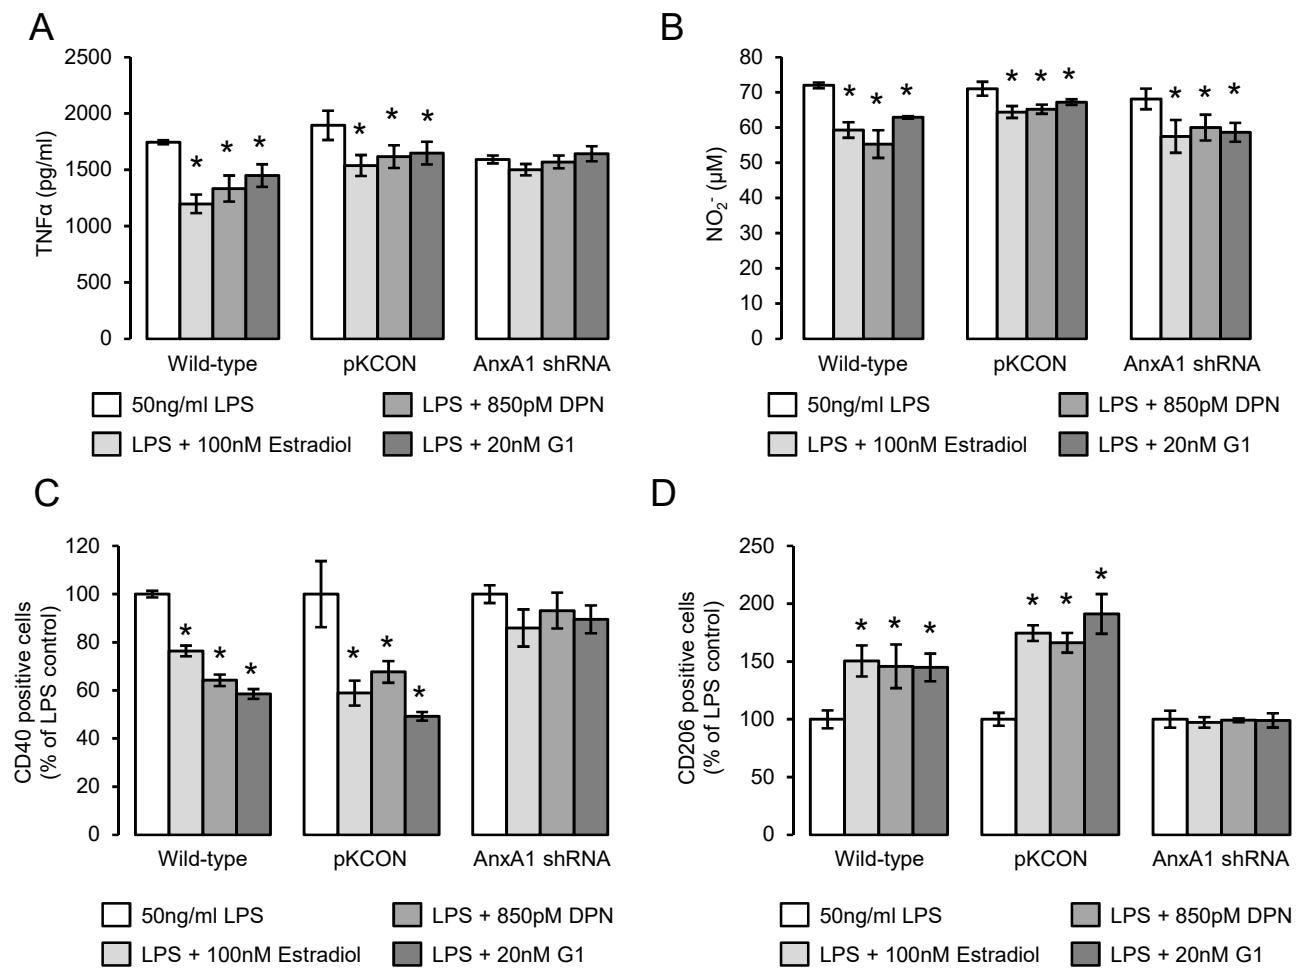 A
TNFα (pg/ml)
2500
2000
1500
1000
500
0
* * *
* * *
Wild-type pKCON AnxA1 shRNA
50ng/ml LPS LPS + 850pM DPN
LPS + 100nM Estradiol LPS + 20nM G1
B
NO2- (µM)
80
70
60
50
40
30
20
10
0
* * *
* * *
* * *
Wild-type pKCON AnxA1 shRNA
50ng/ml LPS LPS + 850pM DPN
LPS + 100nM Estradiol LPS + 20nM G1
C
CD40 positive cells
(% of LPS control)
120
100
80
60
40
20
0
* * *
* * *
Wild-type pKCON AnxA1 shRNA
50ng/ml LPS LPS + 850pM DPN
LPS + 100nM Estradiol LPS + 20nM G1
D
CD206 positive cells
(% of LPS control)
250
200
150
100
50
0
* * *
* * *
Wild-type pKCON AnxA1 shRNA
50ng/ml LPS LPS + 850pM DPN
LPS + 100nM Estradiol LPS + 20nM G1